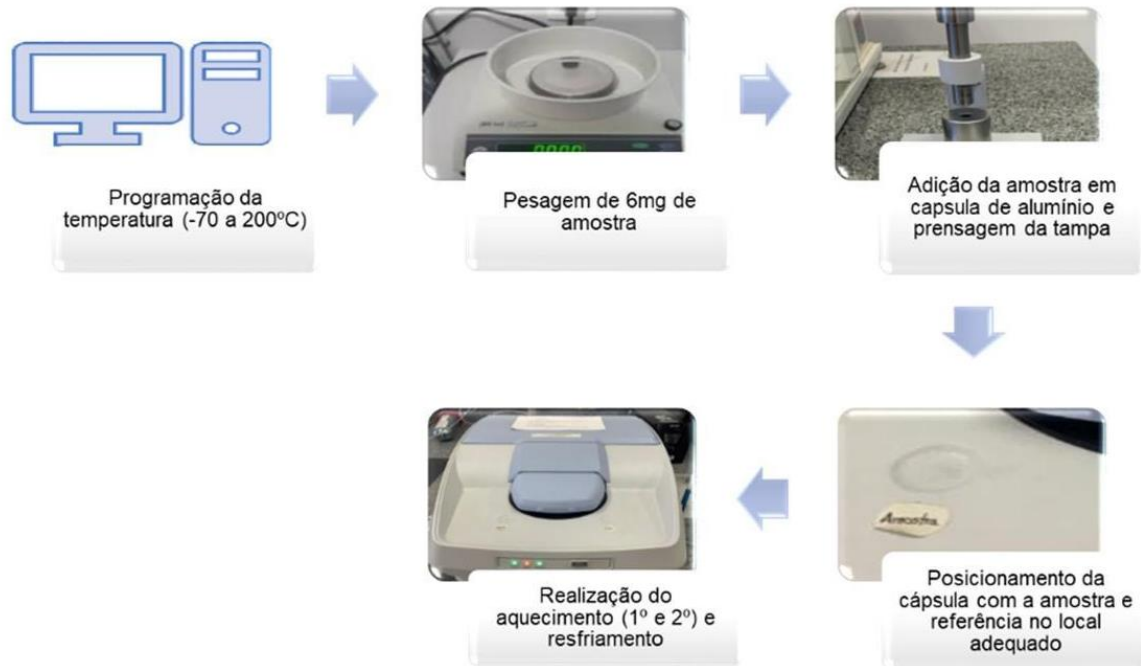 Programação da
temperatura (-70 a 200ºC)
Pesagem de 6mg de
amostra
Adição da amostra em
capsula de alumínio e
prensagem da tampa
Amostra
Posicionamento da
cápsula com a amostra e
referência no local
adequado
Realização do
aquecimento (1º e 2º) e
resfriamento